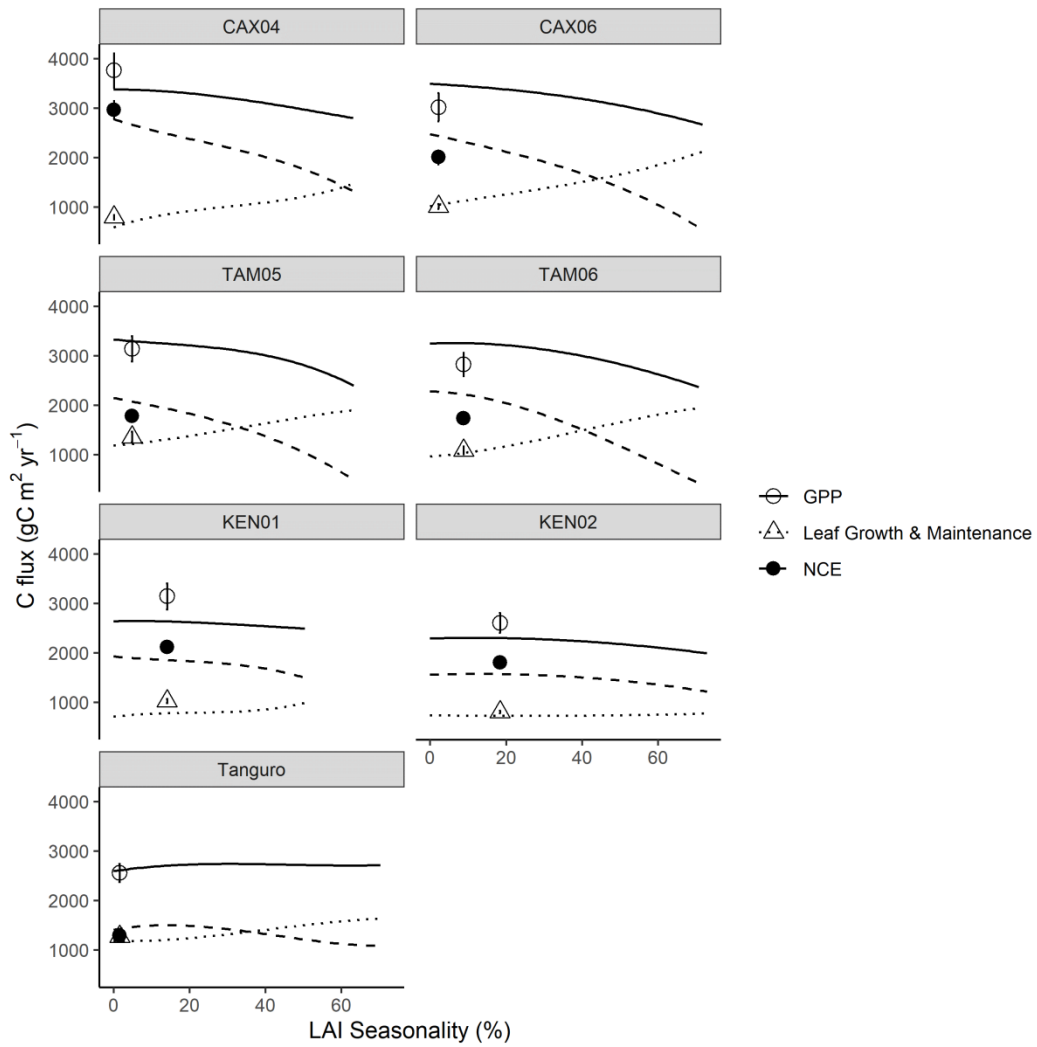 CAX04
CAX06
4000
3000
2000
1000
TAM05
TAM06
4000
3000
2000
1000
KEN01
KEN02
4000
3000
2000
1000
0 20 40 60
Tanguro
4000
3000
2000
1000
0 20 40 60
LAI Seasonality (%)
C flux (gC m² yr⁻¹)
GPP
Leaf Growth & Maintenance
NCE